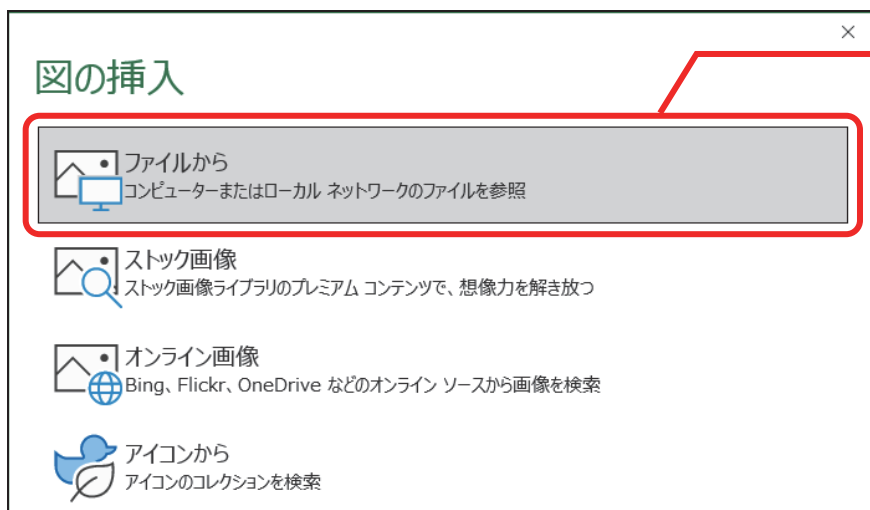 図の挿入
ファイルから
コンピューターまたはローカル ネットワークのファイルを参照
ストック画像
ストック画像ライブラリのプレミアム コンテンツで、想像力を解き放つ
オンライン画像
Bing、Flickr、OneDrive などのオンライン ソースから画像を検索
アイコンから
アイコンのコレクションを検索